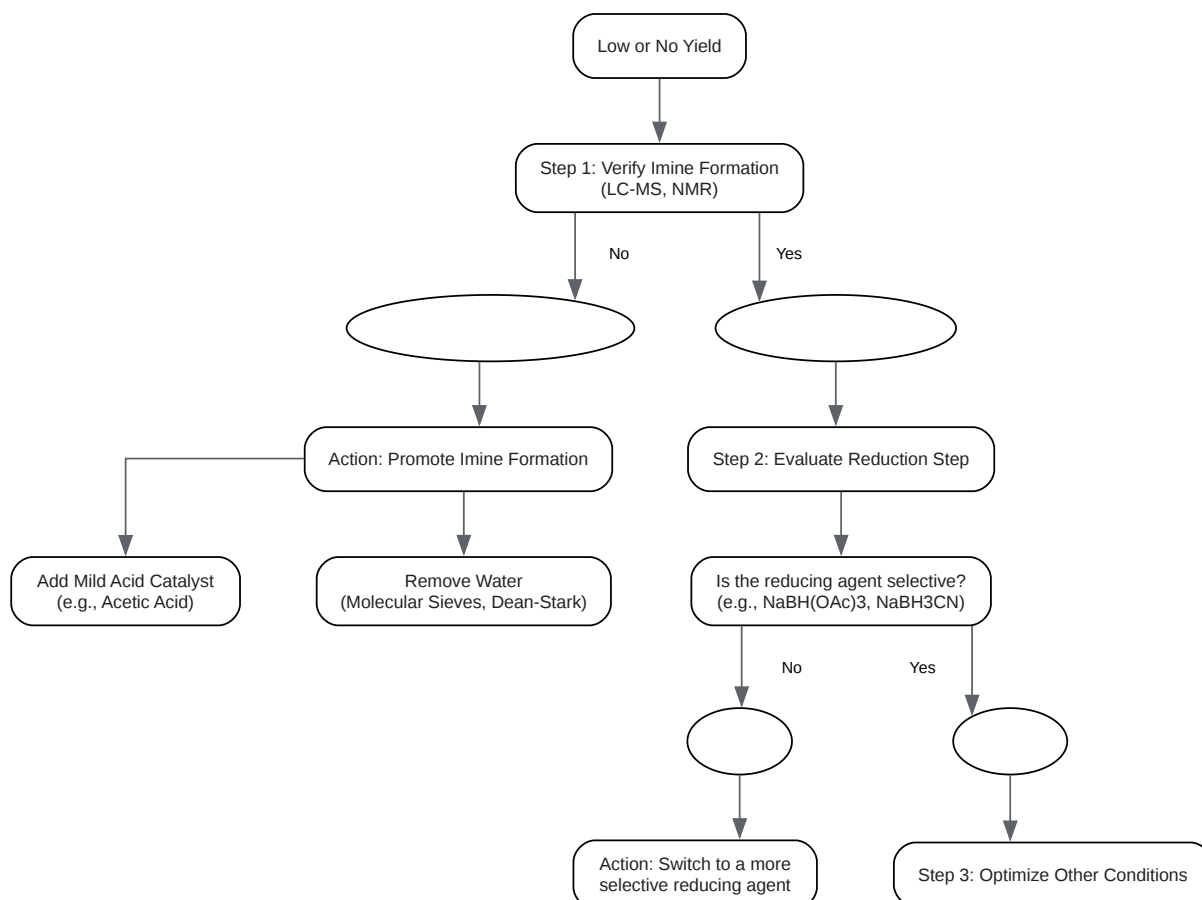 Low or No Yield
Step 1: Verify Imine Formation
(LC-MS, NMR)
No
Yes
Action: Promote Imine Formation
Step 2: Evaluate Reduction Step
Add Mild Acid Catalyst
(e.g., Acetic Acid)
Remove Water
(Molecular Sieves, Dean-Stark)
Is the reducing agent selective?
(e.g., NaBH(OAc)3, NaBH3CN)
No
Yes
Action: Switch to a more
selective reducing agent
Step 3: Optimize Other Conditions